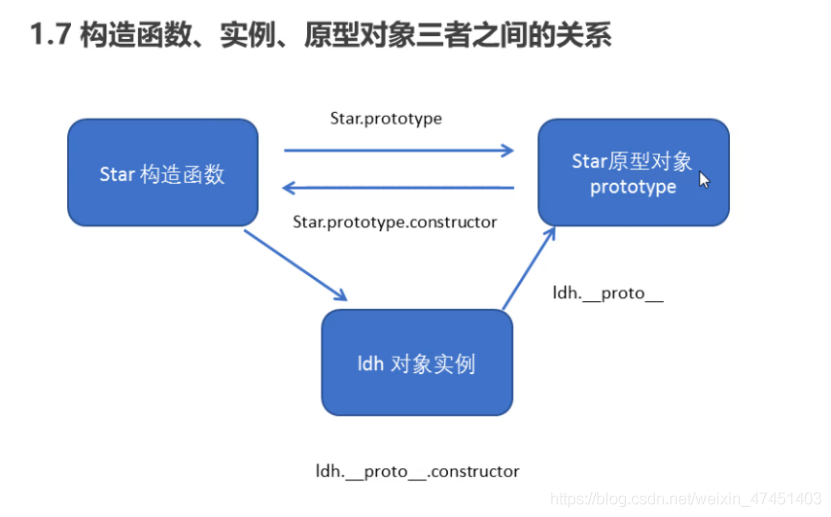 1.7 构造函数、实例、原型对象三者之间的关系
Star.prototype
Star 构造函数
Star原型对象
prototype
Star.prototype.constructor
ldh.__proto__
ldh 对象实例
ldh.__proto__.constructor
https://blog.csdn.net/weixin_47451403